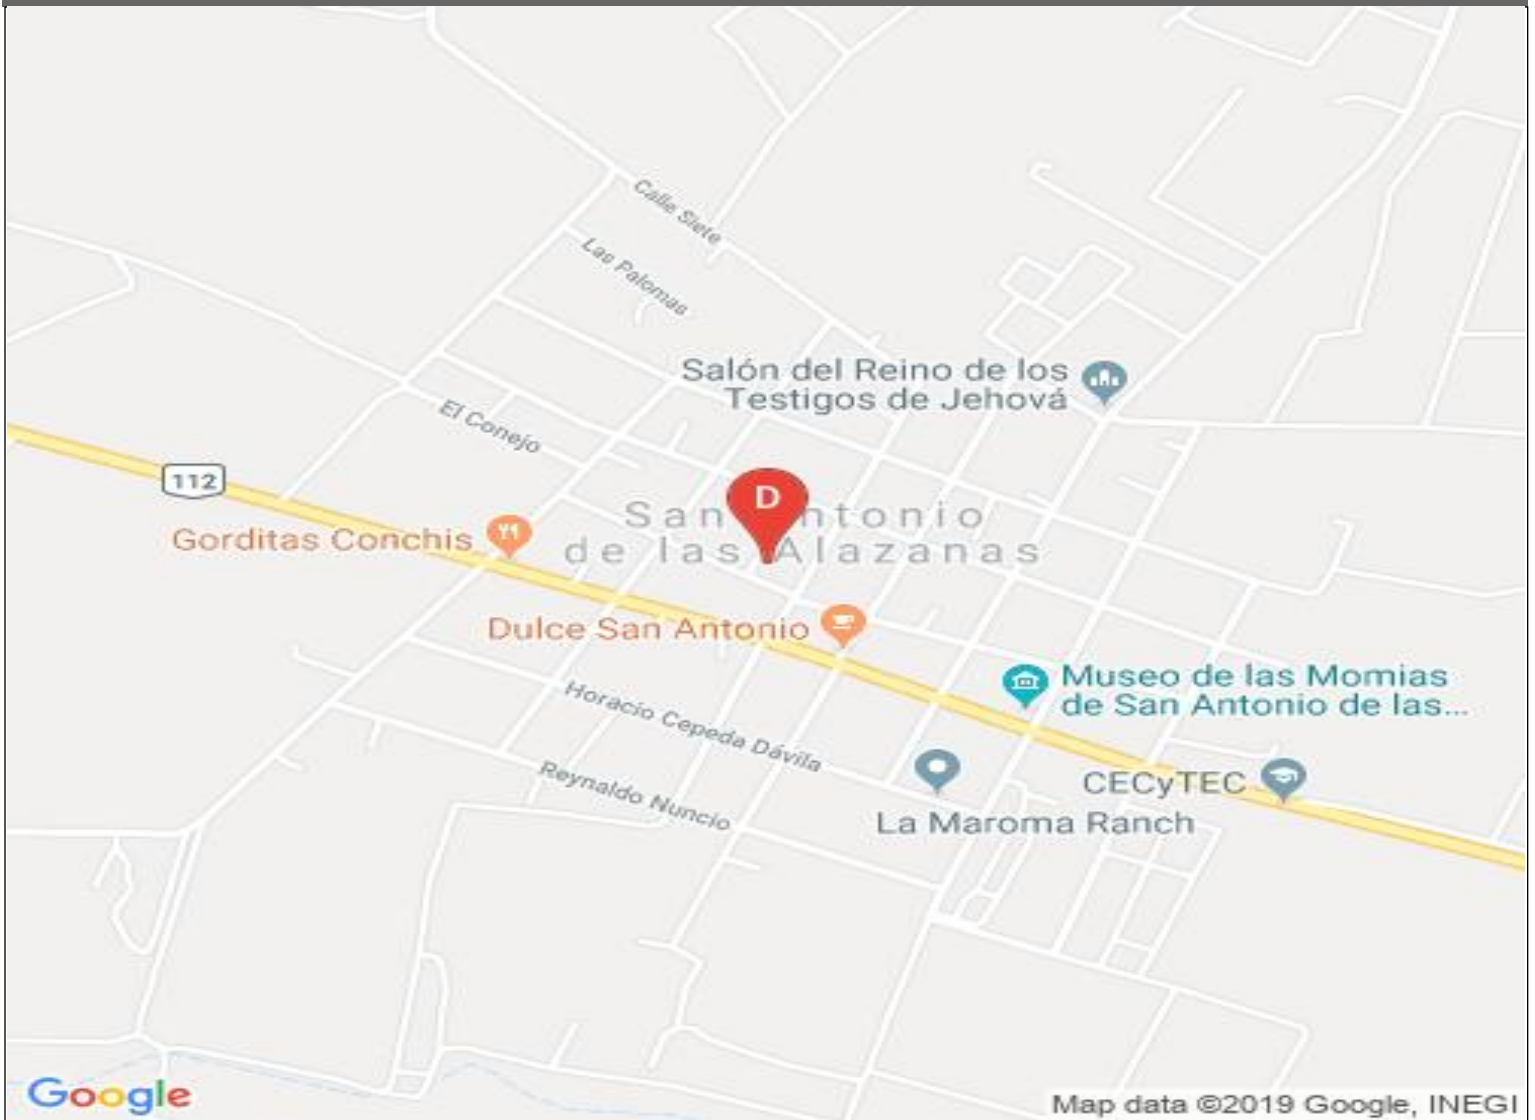 Calle Siete
Las Palomas
Salón del Reino de los
Testigos de Jehová
El Conejo
112
D
San Antonio
de las Alazanas
Gorditas Conchis
Dulce San Antonio
Museo de las Momias
de San Antonio de las...
Horacio Cepeda Dávila
Reynaldo Nuncio
CECyTEC
La Maroma Ranch
Google
Map data ©2019 Google, INEGI